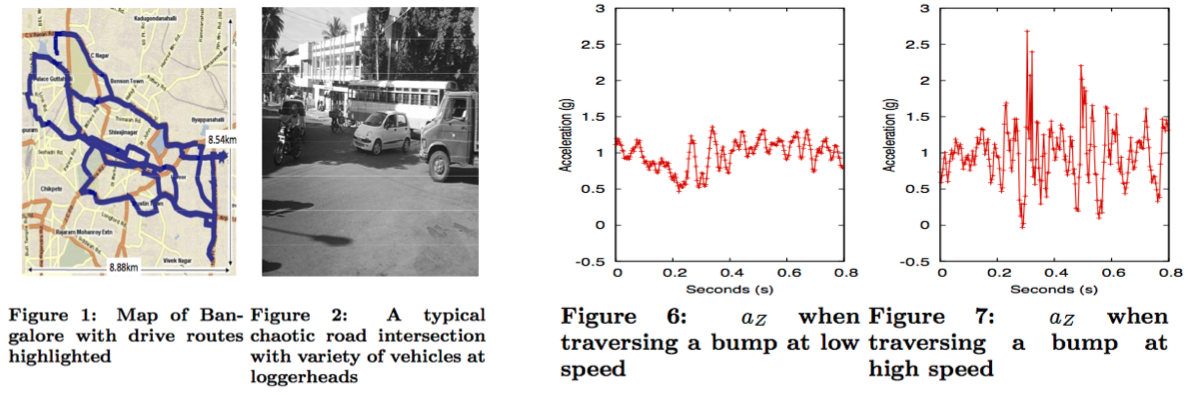 Kadugondanahalli
C Bagar
Benson Town
Byappanahalli
Shivajinagar
8.54km
Chikpete
Rajaram Mohanroy Extn
Vivek Nagar
8.88km
Figure 1: Map of Ban-
galore with drive routes
highlighted
Figure 2: A typical
chaotic road intersection
with variety of vehicles at
loggerheads
Acceleration (g)
3
2.5
2
1.5
1
0.5
0
-0.5
0 0.2 0.4 0.6 0.8
Seconds (s)
Figure 6: aZ when
traversing a bump at low
speed
Acceleration (g)
3
2.5
2
1.5
1
0.5
0
-0.5
0 0.2 0.4 0.6 0.8
Seconds (s)
Figure 7: aZ when
traversing a bump at
high speed